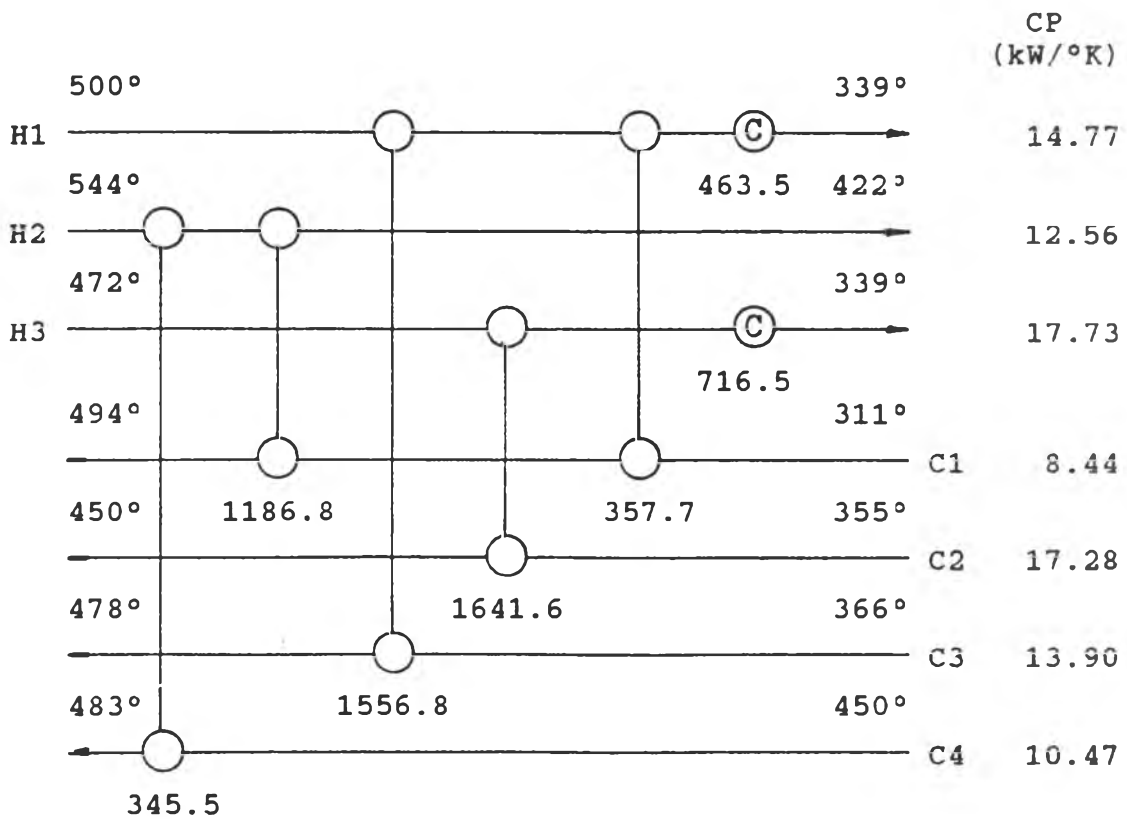 CP
(kW/°K)
500° 339°
H1 C 14.77
544° 463.5 422°
H2 12.56
472° 339°
H3 C 17.73
716.5
494° 311°
C1 8.44
450° 1186.8 357.7 355°
C2 17.28
478° 1641.6 366°
C3 13.90
483° 1556.8 450°
C4 10.47
345.5